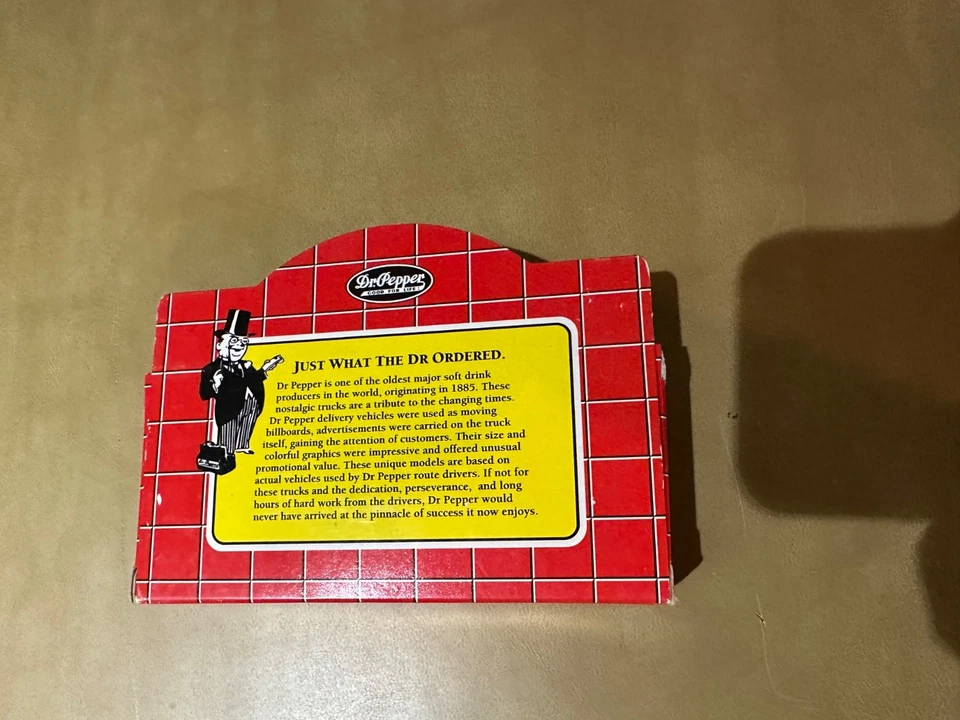 Dr.Pepper
GOOD FOR LIFE!
JUST WHAT THE DR ORDERED.
Dr Pepper is one of the oldest major soft drink
producers in the world, originating in 1885. These
nostalgic trucks are a tribute to the changing times.
Dr Pepper delivery vehicles were used as moving
billboards, advertisements were carried on the truck
itself, gaining the attention of customers. Their size and
colorful graphics were impressive and offered unusual
promotional value. These unique models are based on
actual vehicles used by Dr Pepper route drivers. If not for
these trucks and the dedication, perseverance, and long
hours of hard work from the drivers, Dr Pepper would
never have arrived at the pinnacle of success it now enjoys.